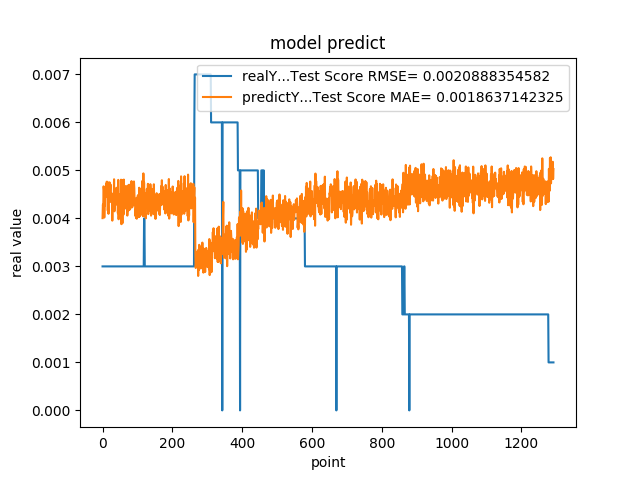 model predict
realY...Test Score RMSE= 0.0020888354582
predictY...Test Score MAE= 0.0018637142325
0.007
0.006
0.005
0.004
0.003
0.002
0.001
0.000
real value
0 200 400 600 800 1000 1200
point